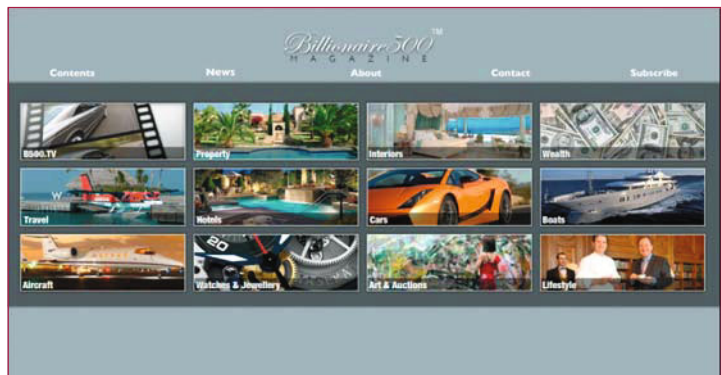 Billionaire500™
MAGAZINE
Contents News About Contact Subscribe
B500.TV Property Interiors Wealth
Travel Hotels Cars Boats
Aircraft Watches & Jewellery Art & Auctions Lifestyle